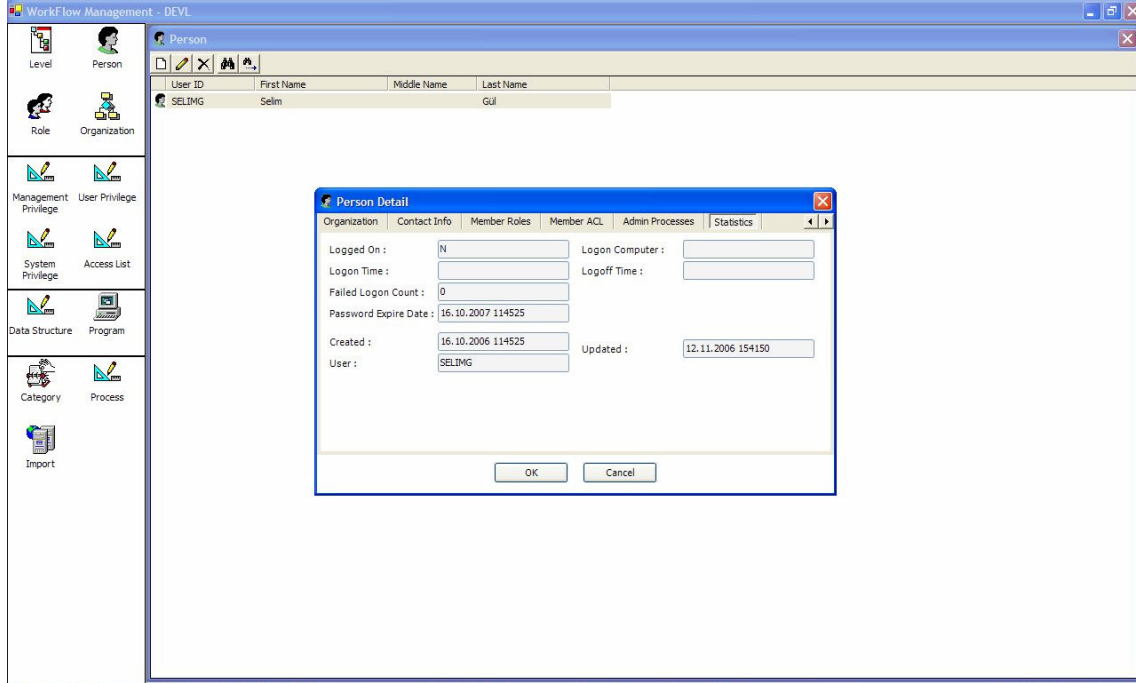 WorkFlow Management - DEVL
Level
Person
Role
Organization
Management Privilege
User Privilege
System Privilege
Access List
Data Structure
Program
Category
Process
Import
Person
User ID First Name Middle Name Last Name
SELIMG Selim Gül
Person Detail
Organization Contact Info Member Roles Member ACL Admin Processes Statistics
Logged On : N Logon Computer :
Logon Time : Logoff Time :
Failed Logon Count : 0
Password Expire Date : 16.10.2007 114525
Created : 16.10.2006 114525 Updated : 12.11.2006 154150
User : SELIMG
OK Cancel